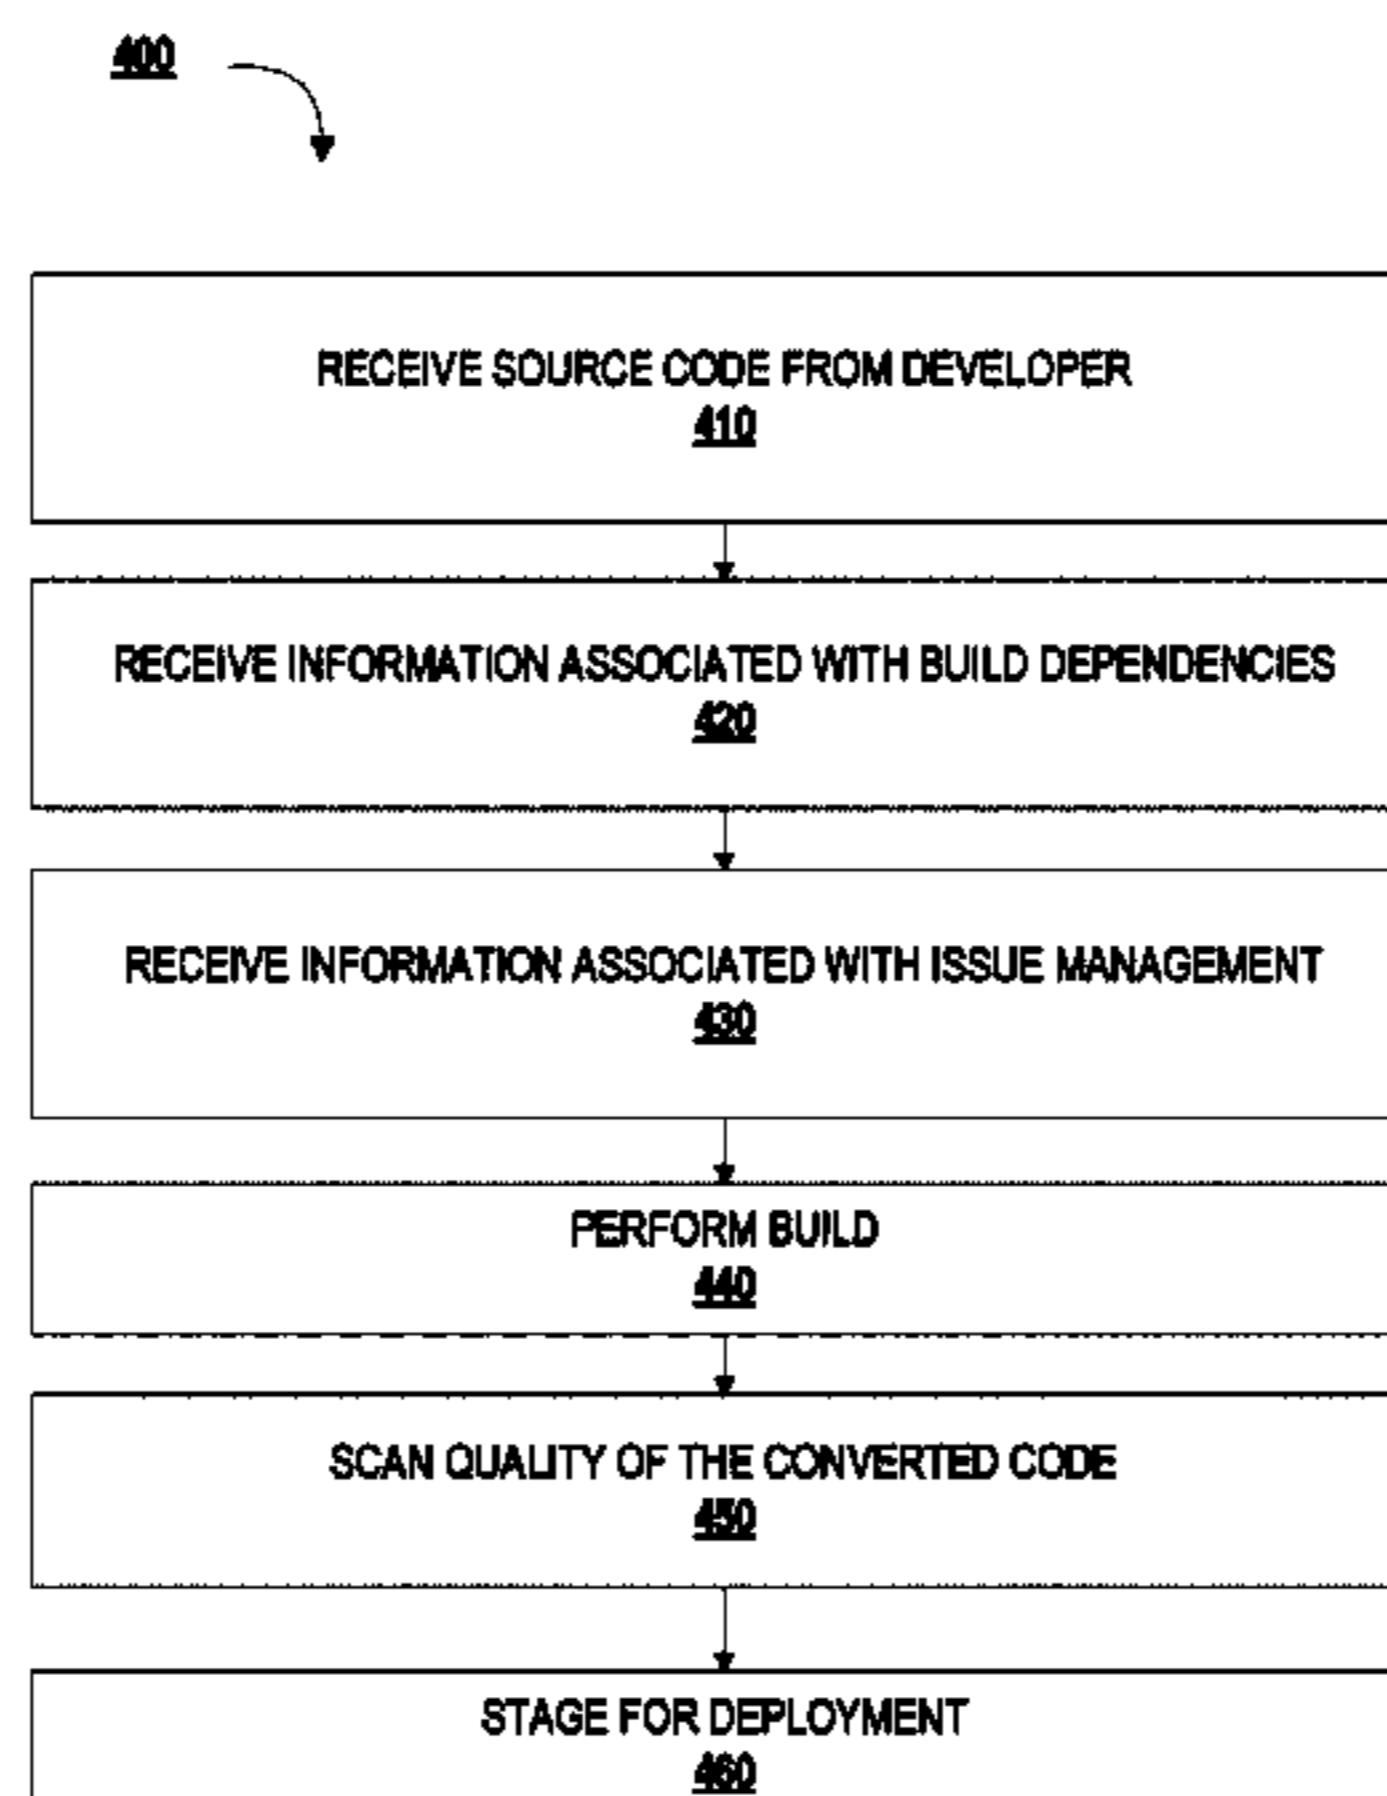 400
RECEIVE SOURCE CODE FROM DEVELOPER
410
RECEIVE INFORMATION ASSOCIATED WITH BUILD DEPENDENCIES
420
RECEIVE INFORMATION ASSOCIATED WITH ISSUE MANAGEMENT
430
PERFORM BUILD
440
SCAN QUALITY OF THE CONVERTED CODE
450
STAGE FOR DEPLOYMENT
460